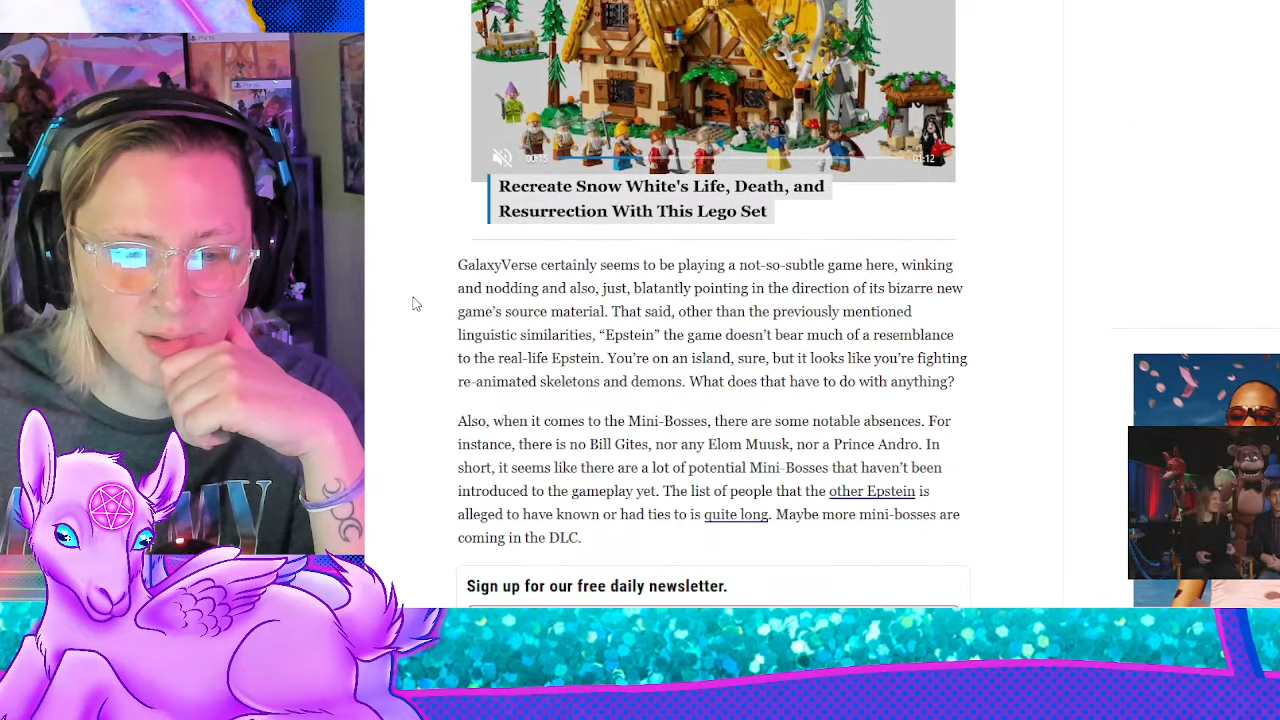 00:15
01:12
Recreate Snow White's Life, Death, and
Resurrection With This Lego Set
GalaxyVerse certainly seems to be playing a not-so-subtle game here, winking
and nodding and also, just, blatantly pointing in the direction of its bizarre new
game’s source material. That said, other than the previously mentioned
linguistic similarities, “Epstein” the game doesn’t bear much of a resemblance
to the real-life Epstein. You’re on an island, sure, but it looks like you’re fighting
re-animated skeletons and demons. What does that have to do with anything?
Also, when it comes to the Mini-Bosses, there are some notable absences. For
instance, there is no Bill Gites, nor any Elom Muusk, nor a Prince Andro. In
short, it seems like there are a lot of potential Mini-Bosses that haven’t been
introduced to the gameplay yet. The list of people that the other Epstein is
alleged to have known or had ties to is quite long. Maybe more mini-bosses are
coming in the DLC.
Sign up for our free daily newsletter.